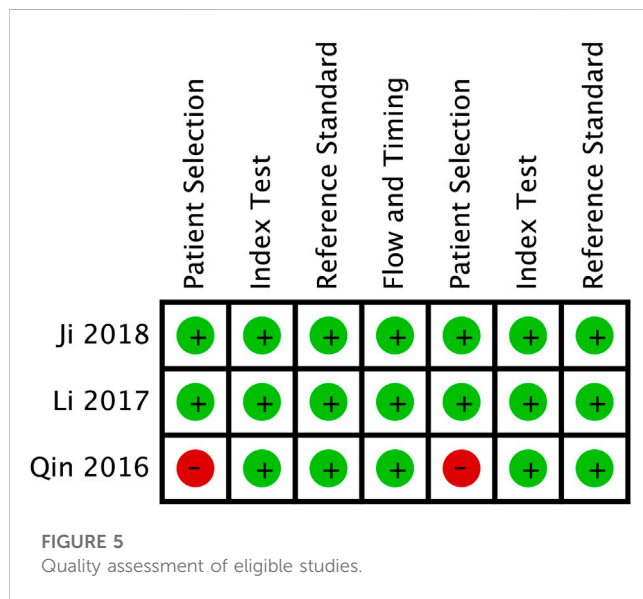 Patient Selection
Index Test
Reference Standard
Flow and Timing
Patient Selection
Index Test
Reference Standard
Ji 2018 + + + + + + +
Li 2017 + + + + + + +
Qin 2016 - + + + - + +
FIGURE 5
Quality assessment of eligible studies.